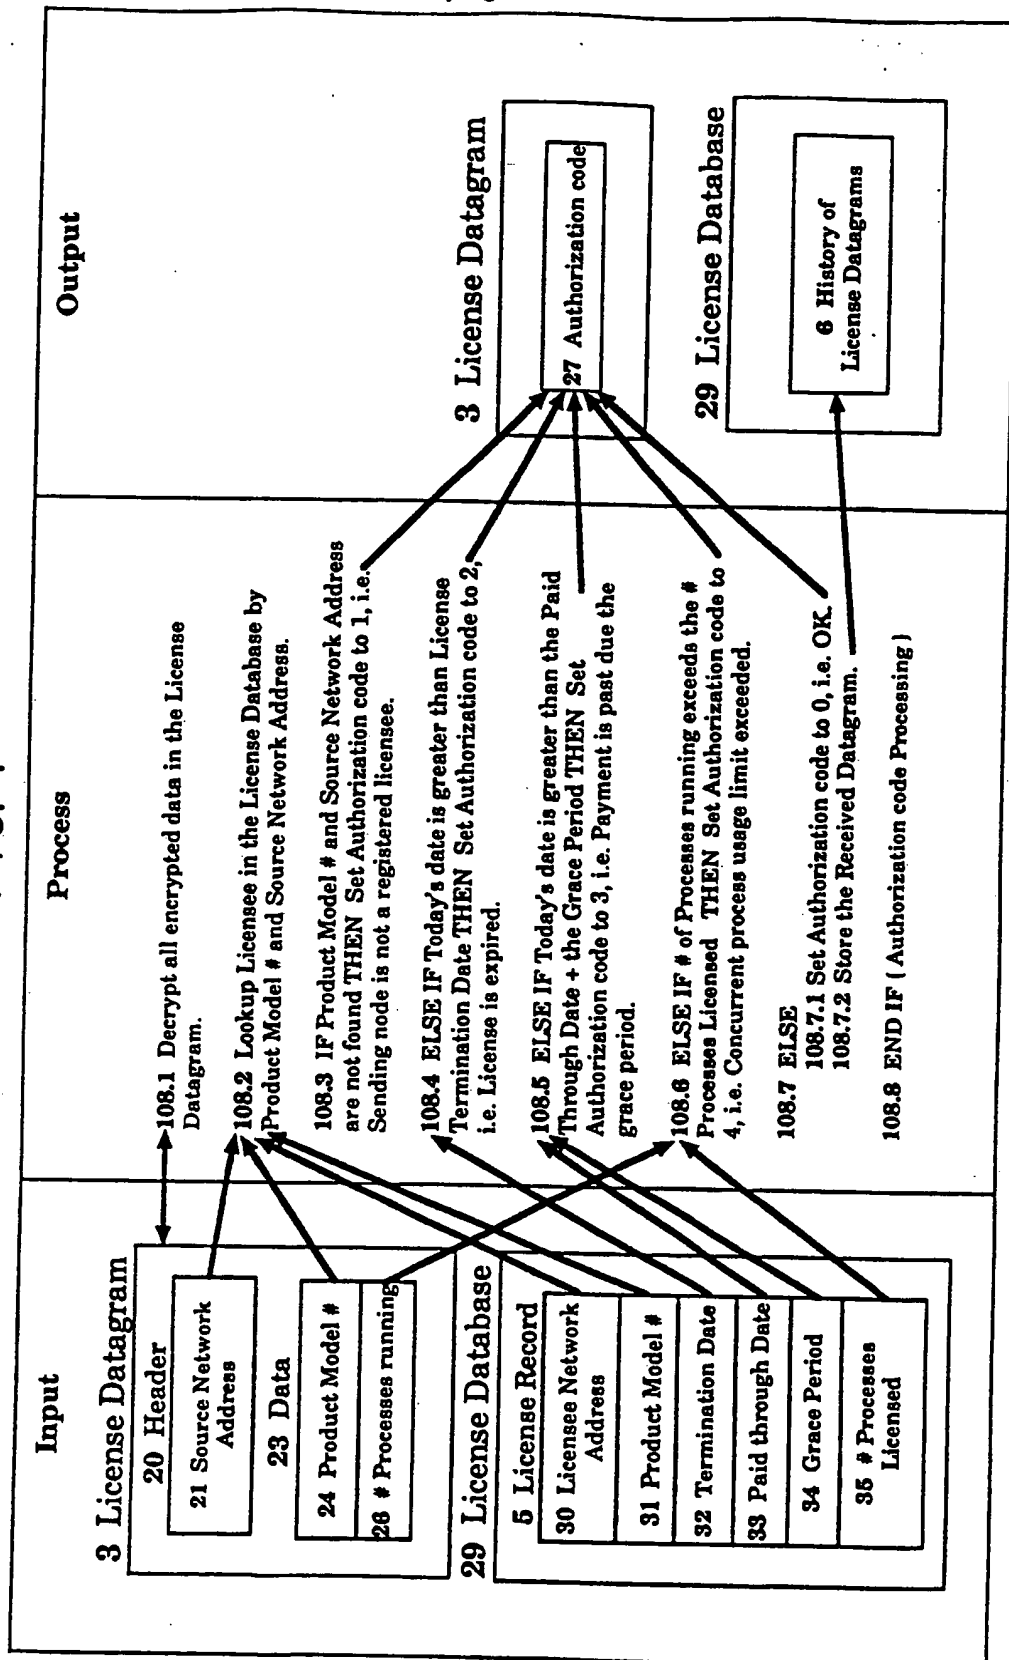 Input
3 License Datagram
20 Header
21 Source Network
Address
23 Data
24 Product Model #
26 # Processes running
29 License Database
5 License Record
30 Licensee Network
Address
31 Product Model #
32 Termination Date
33 Paid through Date
34 Grace Period
35 # Processes
Licensed
Process
108.1 Decrypt all encrypted data in the License
Datagram.
108.2 Lookup Licensee in the License Database by
Product Model # and Source Network Address.
108.3 IF Product Model # and Source Network Address
are not found THEN Set Authorization code to 1, i.e.
Sending node is not a registered licensee.
108.4 ELSE IF Today's date is greater than License
Termination Date THEN Set Authorization code to 2,
i.e. License is expired.
108.5 ELSE IF Today's date is greater than the Paid
Through Date + the Grace Period THEN Set
Authorization code to 3, i.e. Payment is past due the
grace period.
108.6 ELSE IF # of Processes running exceeds the #
Processes Licensed THEN Set Authorization code to
4, i.e. Concurrent process usage limit exceeded.
108.7 ELSE
108.7.1 Set Authorization code to 0, i.e. OK.
108.7.2 Store the Received Datagram.
108.8 END IF { Authorization code Processing }
Output
3 License Datagram
27 Authorization code
29 License Database
6 History of
License Datagrams